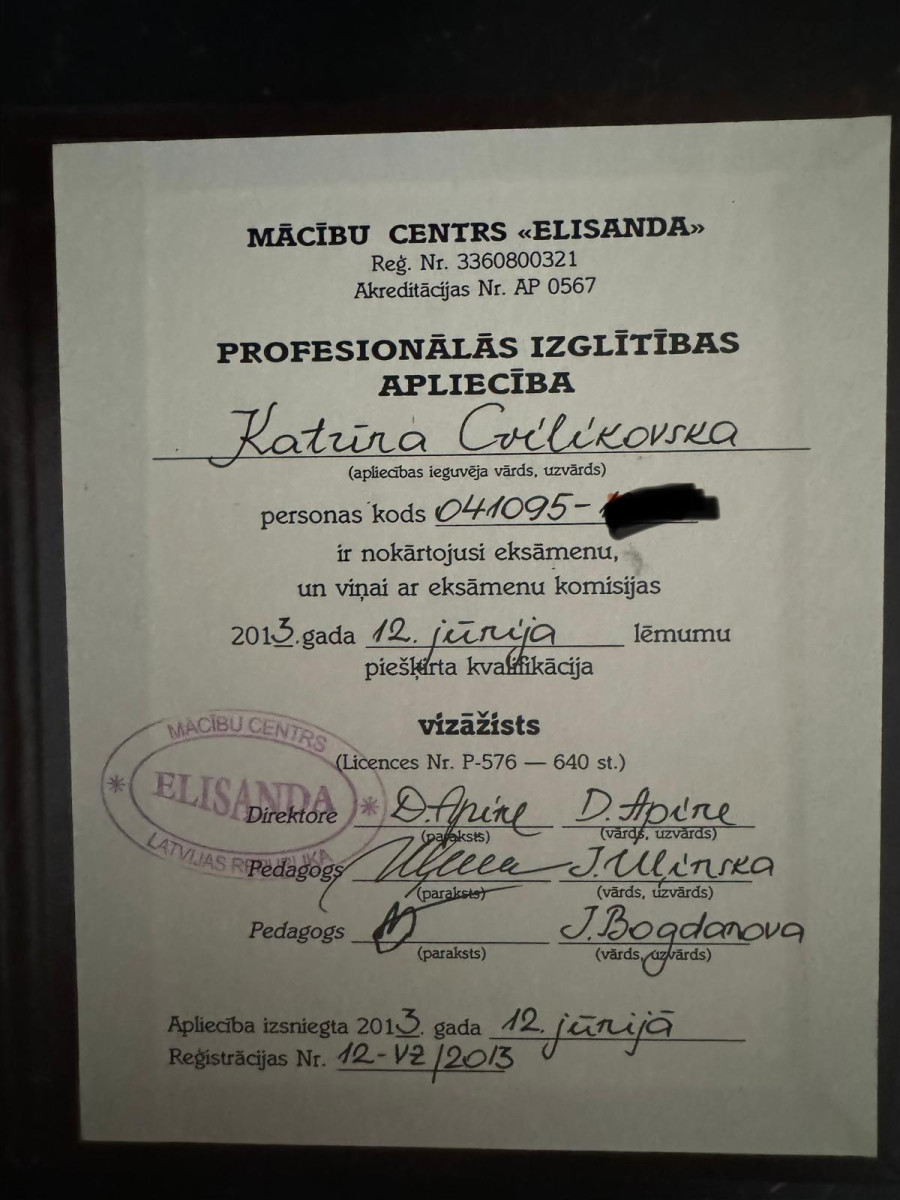 MĀCĪBU CENTRS «ELISANDA»
Reģ. Nr. 3360800321
Akreditācijas Nr. AP 0567
PROFESIONĀLĀS IZGLĪTĪBAS
APLIECĪBA
Katrīna Cvilikovska
(apliecības ieguvēja vārds, uzvārds)
personas kods 041095-1
ir nokārtojusi eksāmenu,
un viņai ar eksāmenu komisijas
2013.gada 12. jūnija lēmumu
piešķirta kvalifikācija
vizāžists
(Licences Nr. P-576 — 640 st.)
MĀCĪBU CENTRS
ELISANDA
LATVIJAS REPUBLIKA
Direktore D. Apine D. Apine
(paraksts) (vārds, uzvārds)
Pedagogs I. Uļinska
(paraksts) (vārds, uzvārds)
Pedagogs J. Bogdanova
(paraksts) (vārds, uzvārds)
Apliecība izsniegta 2013. gada 12. jūnijā
Reģistrācijas Nr. 12-VZ/2013